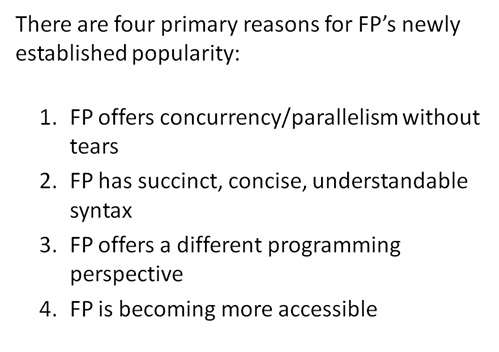 There are four primary reasons for FP’s newly
established popularity:
1. FP offers concurrency/parallelism without
tears
2. FP has succinct, concise, understandable
syntax
3. FP offers a different programming
perspective
4. FP is becoming more accessible